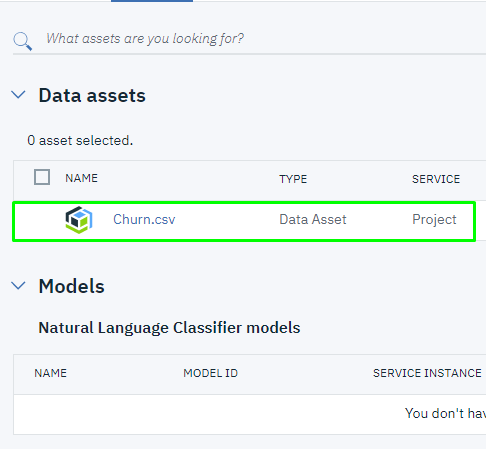 What assets are you looking for?
Data assets
0 asset selected.
NAME TYPE SERVICE
Churn.csv Data Asset Project
Models
Natural Language Classifier models
NAME MODEL ID SERVICE INSTANCE
You don't hav